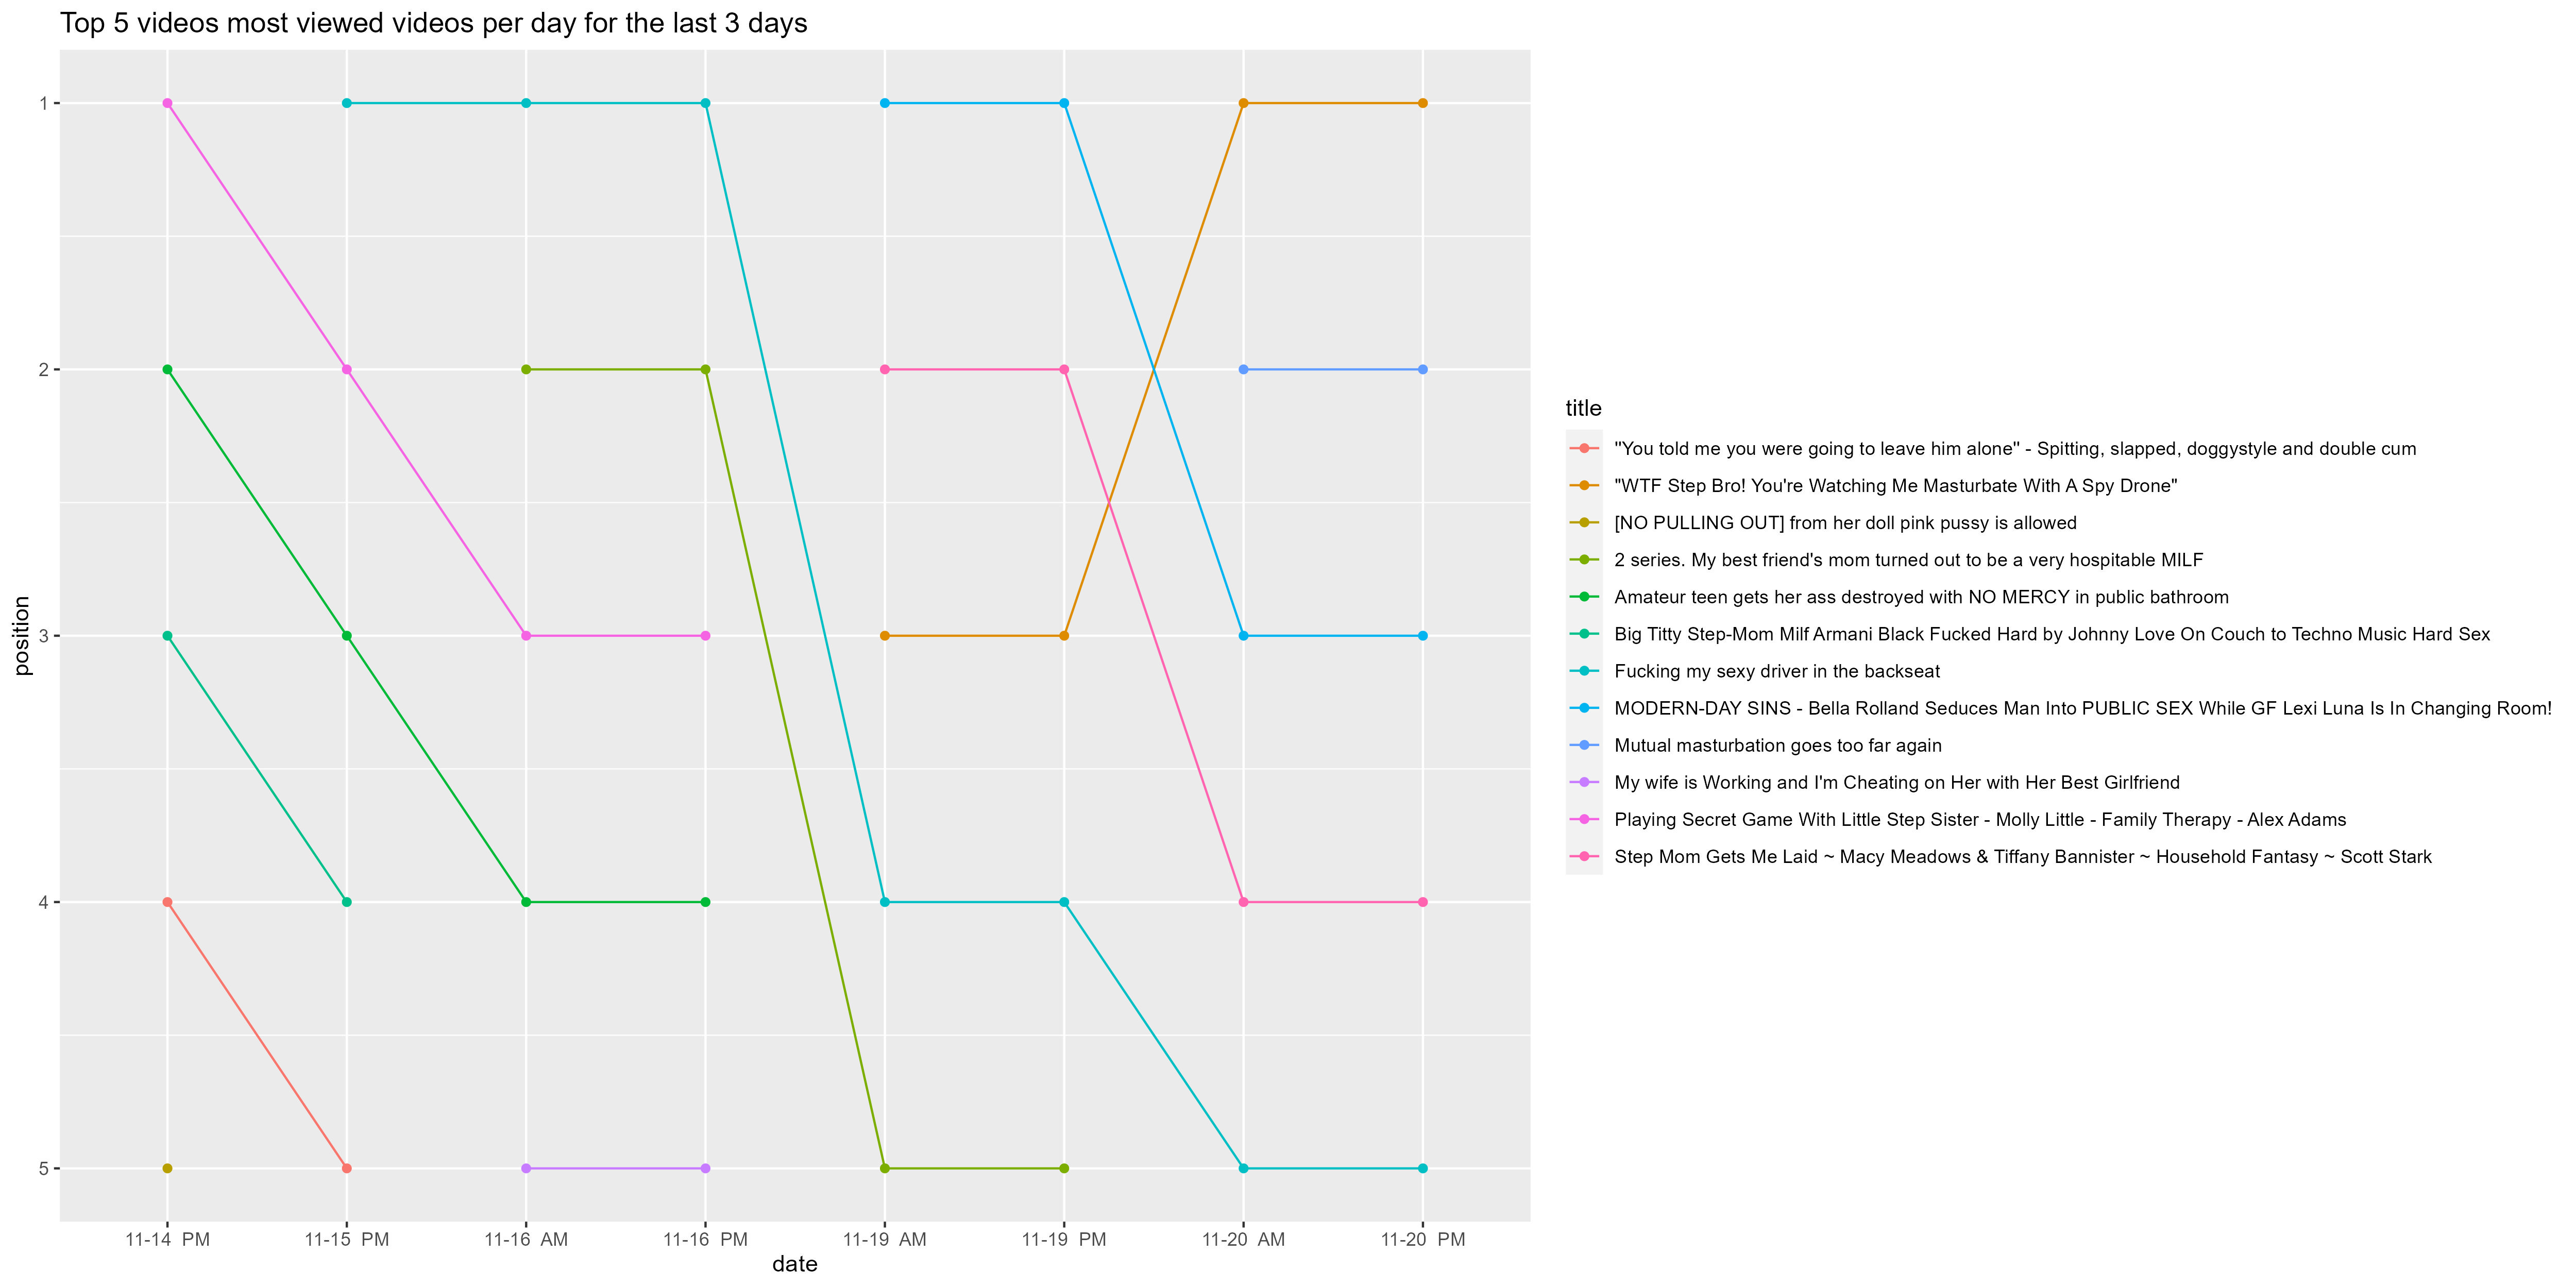 Top 5 videos most viewed videos per day for the last 3 days
position
1
2
3
4
5
11-14 PM
11-15 PM
11-16 AM
11-16 PM
11-19 AM
11-19 PM
11-20 AM
11-20 PM
date
title
"You told me you were going to leave him alone" - Spitting, slapped, doggystyle and double cum
"WTF Step Bro! You're Watching Me Masturbate With A Spy Drone"
[NO PULLING OUT] from her doll pink pussy is allowed
2 series. My best friend's mom turned out to be a very hospitable MILF
Amateur teen gets her ass destroyed with NO MERCY in public bathroom
Big Titty Step-Mom Milf Armani Black Fucked Hard by Johnny Love On Couch to Techno Music Hard Sex
Fucking my sexy driver in the backseat
MODERN-DAY SINS - Bella Rolland Seduces Man Into PUBLIC SEX While GF Lexi Luna Is In Changing Room!
Mutual masturbation goes too far again
My wife is Working and I'm Cheating on Her with Her Best Girlfriend
Playing Secret Game With Little Step Sister - Molly Little - Family Therapy - Alex Adams
Step Mom Gets Me Laid ~ Macy Meadows & Tiffany Bannister ~ Household Fantasy ~ Scott Stark